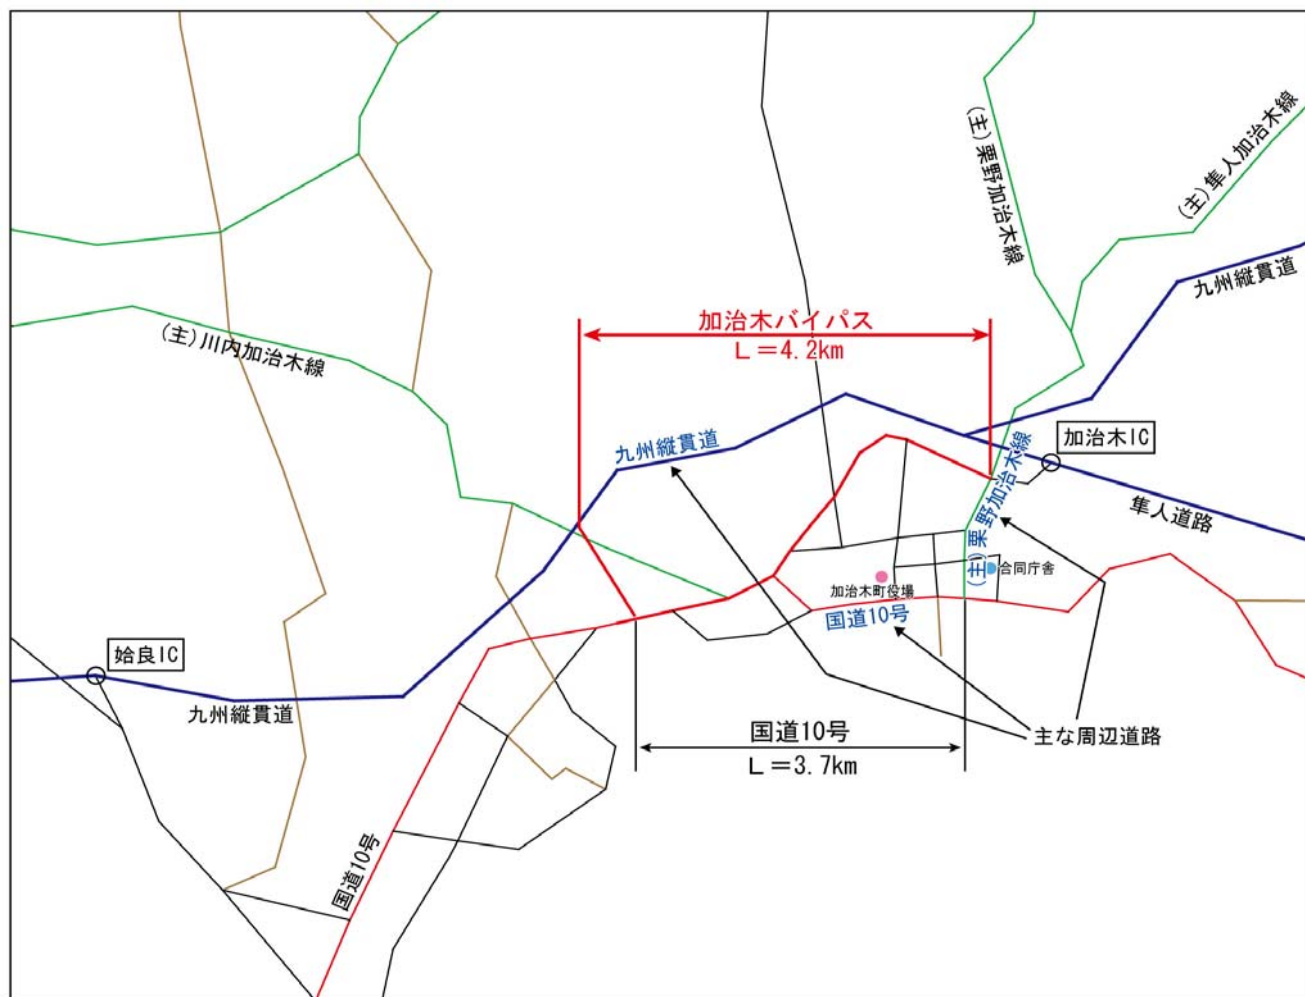 (主)栗野加治木線
(主)隼人加治木線
九州縦貫道
加治木バイパス
L=4.2km
(主)川内加治木線
九州縦貫道
加治木IC
(主)栗野加治木線
隼人道路
合同庁舎
加治木町役場
国道10号
姶良IC
九州縦貫道
国道10号
L=3.7km
主な周辺道路
国道10号